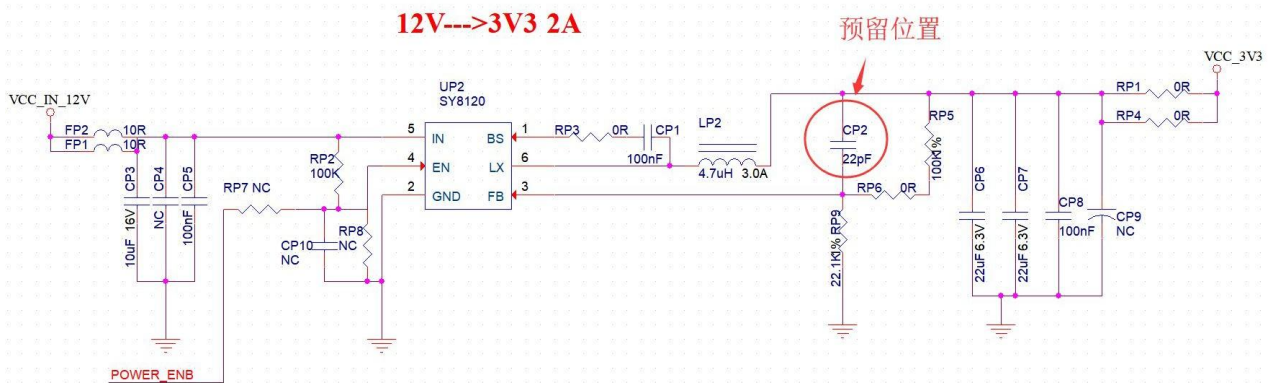 12V--->3V3 2A
预留位置
VCC_3V3
VCC_IN_12V
FP2 10R
FP1 10R
CP3
10uF 16V
CP4
NC
CP5
100nF
RP7 NC
RP2
100K
CP10
NC
RP8
NC
UP2
SY8120
5 IN BS 1
4 EN LX 6
2 GND FB 3
RP3 0R CP1
100nF
LP2
4.7uH 3.0A
CP2
22pF
RP5
100K1%
RP6 0R
RP9
22.1K1%
CP6
22uF 6.3V
CP7
22uF 6.3V
CP8
100nF
CP9
NC
RP1 0R
RP4 0R
POWER_ENB